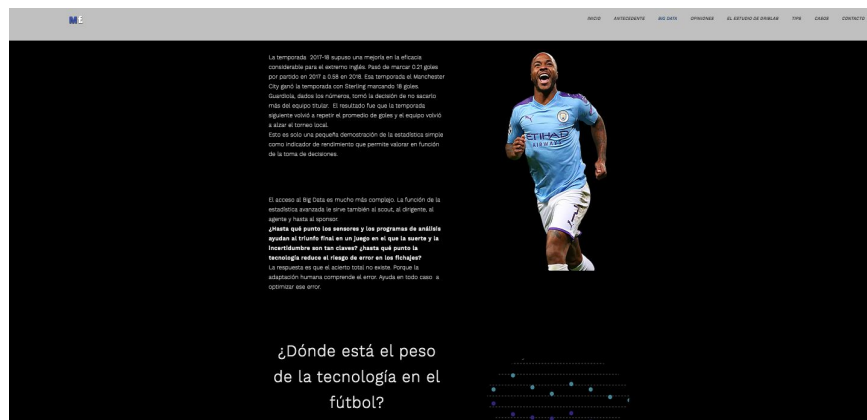 ME
INICIO ANTECEDENTE BIG DATA OPINIONES EL ESTUDIO DE DRIBLAB TIPS CASOS CONTACTO
La temporada 2017-18 supuso una mejoría en la eficacia
considerable para el extremo inglés. Pasó de marcar 0.21 goles
por partido en 2017 a 0.58 en 2018. Esa temporada el Manchester
City ganó la temporada con Sterling marcando 18 goles.
Guardiola, dados los números, tomó la decisión de no sacarlo
más del equipo titular. El resultado fue que la temporada
siguiente volvió a repetir el promedio de goles y el equipo volvió
a alzar el torneo local.
Esto es solo una pequeña demostración de la estadística simple
como indicador de rendimiento que permite valorar en función
de la toma de decisiones.
ETIHAD
AIRWAYS
7
El acceso al Big Data es mucho más complejo. La función de la
estadística avanzada le sirve también al scout, al dirigente, al
agente y hasta al sponsor.
¿Hasta qué punto los sensores y los programas de análisis
ayudan al triunfo final en un juego en el que la suerte y la
incertidumbre son tan claves? ¿hasta qué punto la
tecnología reduce el riesgo de error en los fichajes?
La respuesta es que el acierto total no existe. Porque la
adaptación humana comprende el error. Ayuda en todo caso a
optimizar ese error.
¿Dónde está el peso
de la tecnología en el
fútbol?